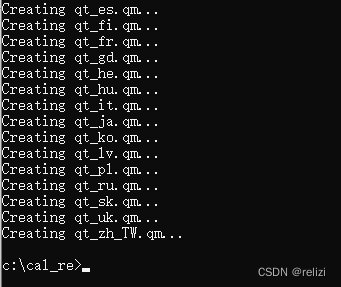 Creating qt_es.qm...
Creating qt_fi.qm...
Creating qt_fr.qm...
Creating qt_gd.qm...
Creating qt_he.qm...
Creating qt_hu.qm...
Creating qt_it.qm...
Creating qt_ja.qm...
Creating qt_ko.qm...
Creating qt_lv.qm...
Creating qt_pl.qm...
Creating qt_ru.qm...
Creating qt_sk.qm...
Creating qt_uk.qm...
Creating qt_zh_TW.qm...
c:\cal_re>_
CSDN @relizi